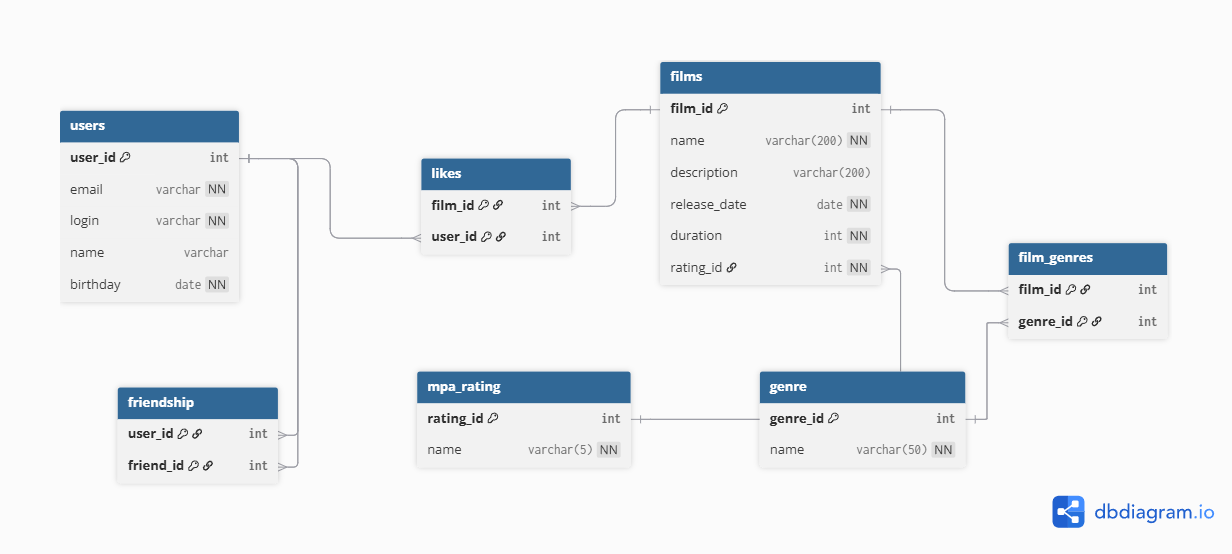 users
user_id int
email varchar NN
login varchar NN
name varchar
birthday date NN
friendship
user_id int
friend_id int
likes
film_id int
user_id int
films
film_id int
name varchar(200) NN
description varchar(200)
release_date date NN
duration int NN
rating_id int NN
mpa_rating
rating_id int
name varchar(5) NN
genre
genre_id int
name varchar(50) NN
film_genres
film_id int
genre_id int
dbdiagram.io